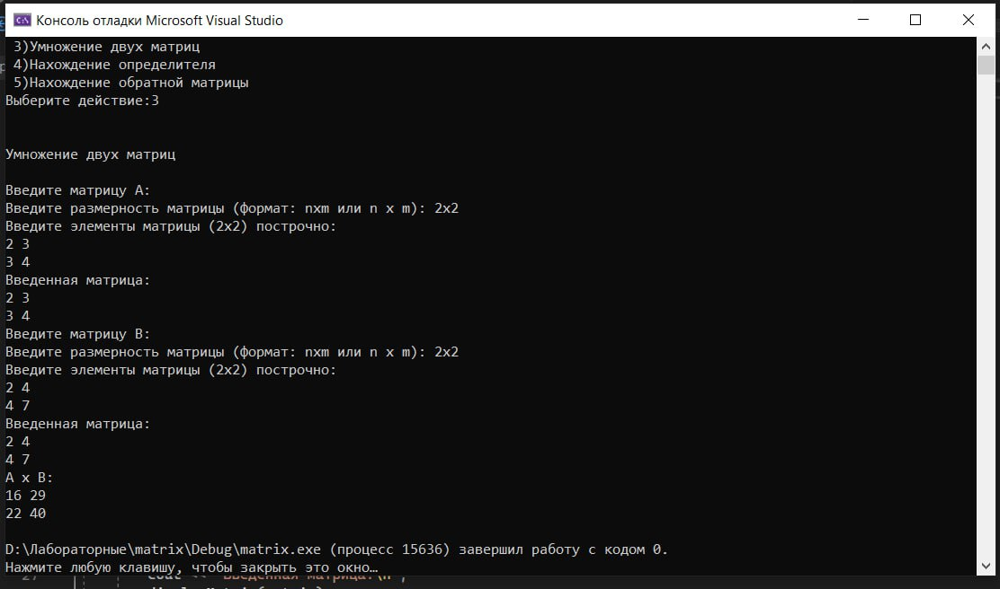 Консоль отладки Microsoft Visual Studio
3)Умножение двух матриц
4)Нахождение определителя
5)Нахождение обратной матрицы
Выберите действие:3
Умножение двух матриц
Введите матрицу A:
Введите размерность матрицы (формат: nxm или n x m): 2x2
Введите элементы матрицы (2x2) построчно:
2 3
3 4
Введенная матрица:
2 3
3 4
Введите матрицу B:
Введите размерность матрицы (формат: nxm или n x m): 2x2
Введите элементы матрицы (2x2) построчно:
2 4
4 7
Введенная матрица:
2 4
4 7
A x B:
16 29
22 40
D:\Лабораторные\matrix\Debug\matrix.exe (процесс 15636) завершил работу с кодом 0.
Нажмите любую клавишу, чтобы закрыть это окно…